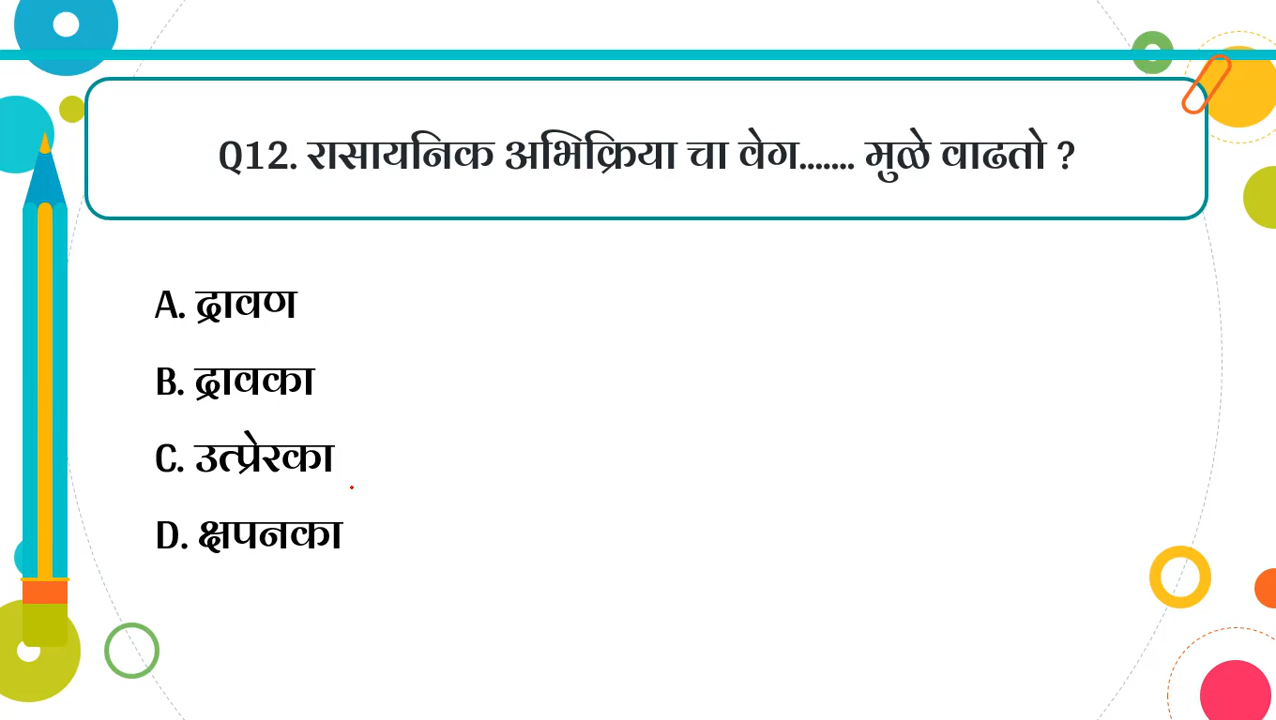 Q12. रासायनिक अभिक्रिया चा वेग....... मुळे वाढतो ?
A. द्रावण
B. द्रावका
C. उत्प्रेरका
D. क्षपनका